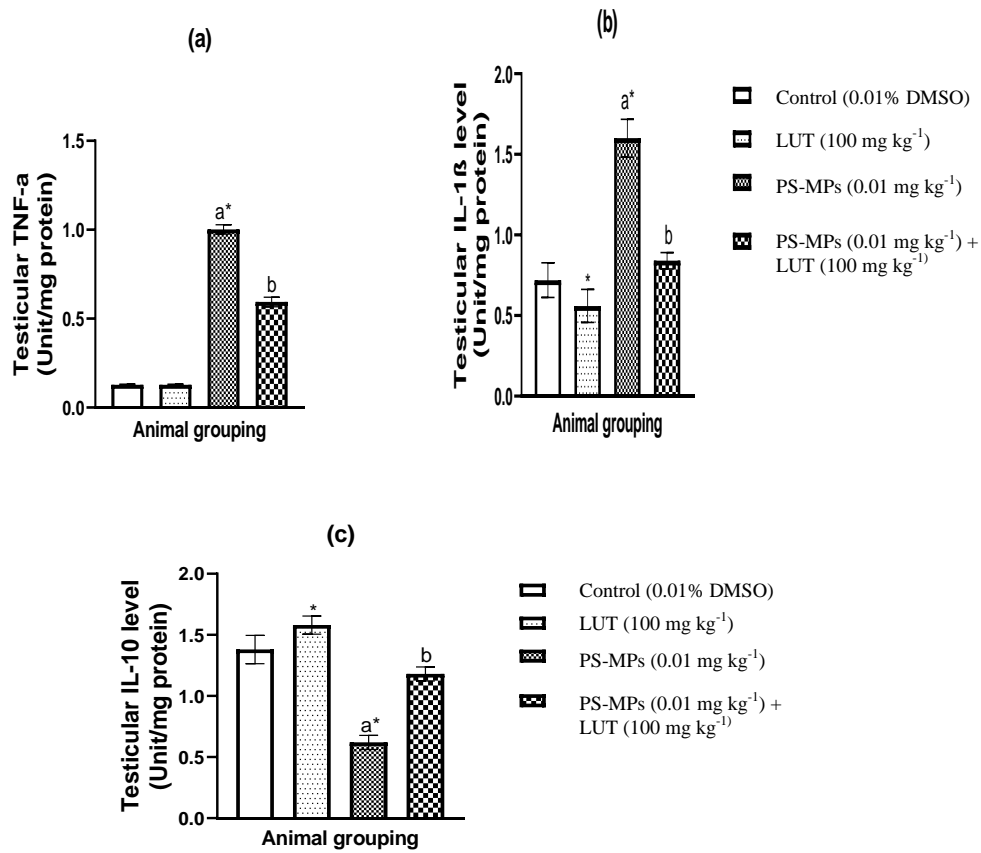 (a)
Testicular TNF-a
(Unit/mg protein)
1.5
1.0
0.5
0.0
a*
b
Animal grouping
(b)
Testicular IL-1ß level
(Unit/mg protein)
2.0
1.5
1.0
0.5
0.0
*
a*
b
Animal grouping
Control (0.01% DMSO)
LUT (100 mg kg⁻¹)
PS-MPs (0.01 mg kg⁻¹)
PS-MPs (0.01 mg kg⁻¹) +
LUT (100 mg kg⁻¹⁾
(c)
Testicular IL-10 level
(Unit/mg protein)
2.0
1.5
1.0
0.5
0.0
*
a*
b
Animal grouping
Control (0.01% DMSO)
LUT (100 mg kg⁻¹)
PS-MPs (0.01 mg kg⁻¹)
PS-MPs (0.01 mg kg⁻¹) +
LUT (100 mg kg⁻¹⁾